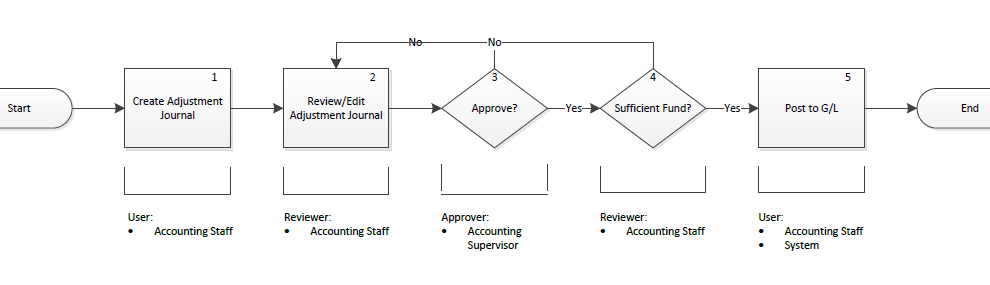 No
No
1
2
3
4
5
Start
Create Adjustment
Journal
Review/Edit
Adjustment Journal
Approve?
Yes
Sufficient Fund?
Yes
Post to G/L
End
User:
• Accounting Staff
Reviewer:
• Accounting Staff
Approver:
• Accounting
Supervisor
Reviewer:
• Accounting Staff
User:
• Accounting Staff
• System